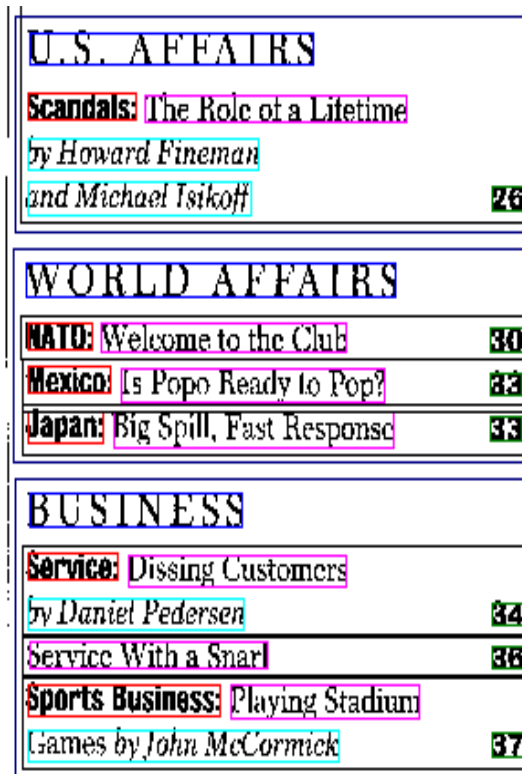 U.S. AFFAIRS
Scandals: The Role of a Lifetime
by Howard Fineman
and Michael Isikoff 26
WORLD AFFAIRS
NATO: Welcome to the Club 30
Mexico: Is Popo Ready to Pop? 33
Japan: Big Spill, Fast Response 33
BUSINESS
Service: Dissing Customers
by Daniel Pedersen 34
Service With a Snarl 36
Sports Business: Playing Stadium
Games by John McCormick 37